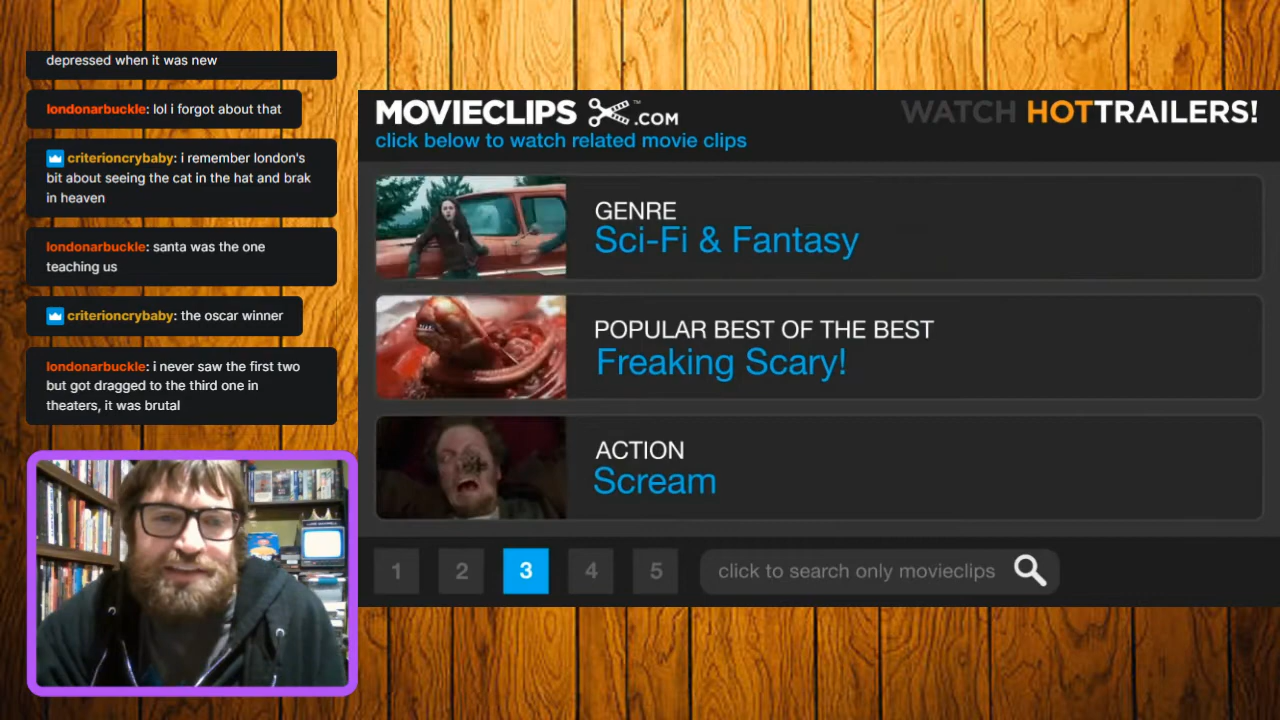 depressed when it was new
londonarbuckle: lol i forgot about that
criterioncrybaby: i remember london's
bit about seeing the cat in the hat and brak
in heaven
londonarbuckle: santa was the one
teaching us
criterioncrybaby: the oscar winner
londonarbuckle: i never saw the first two
but got dragged to the third one in
theaters, it was brutal
MOVIECLIPS .COM™
click below to watch related movie clips
WATCH HOTTRAILERS!
GENRE
Sci-Fi & Fantasy
POPULAR BEST OF THE BEST
Freaking Scary!
ACTION
Scream
1 2 3 4 5 click to search only movieclips